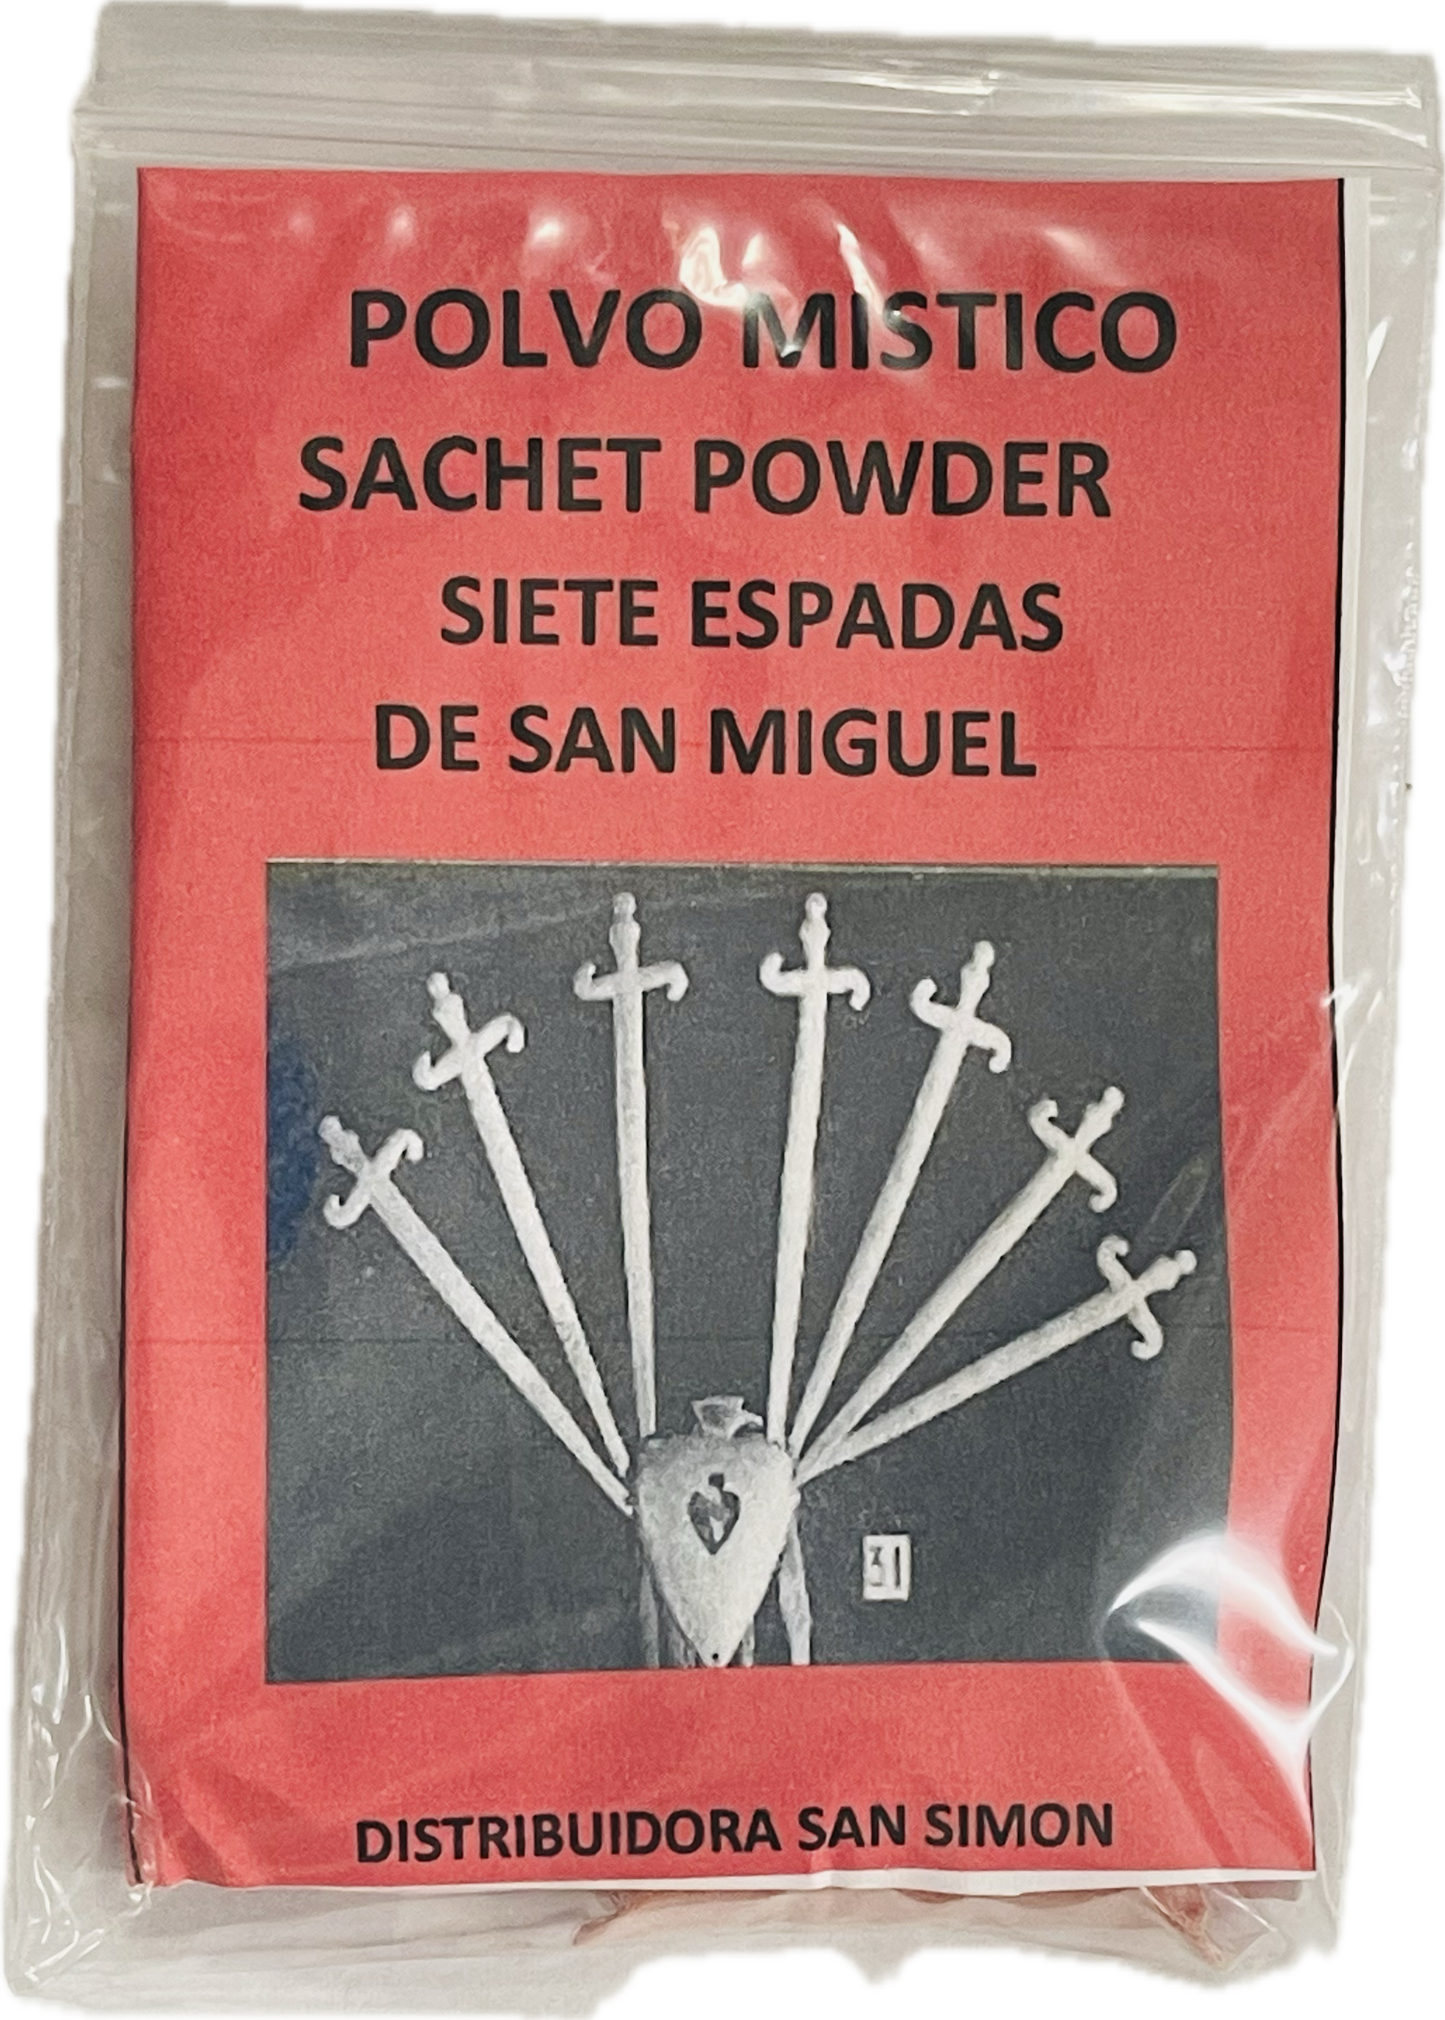 POLVO MISTICO
SACHET POWDER
SIETE ESPADAS
DE SAN MIGUEL
31
DISTRIBUIDORA SAN SIMON